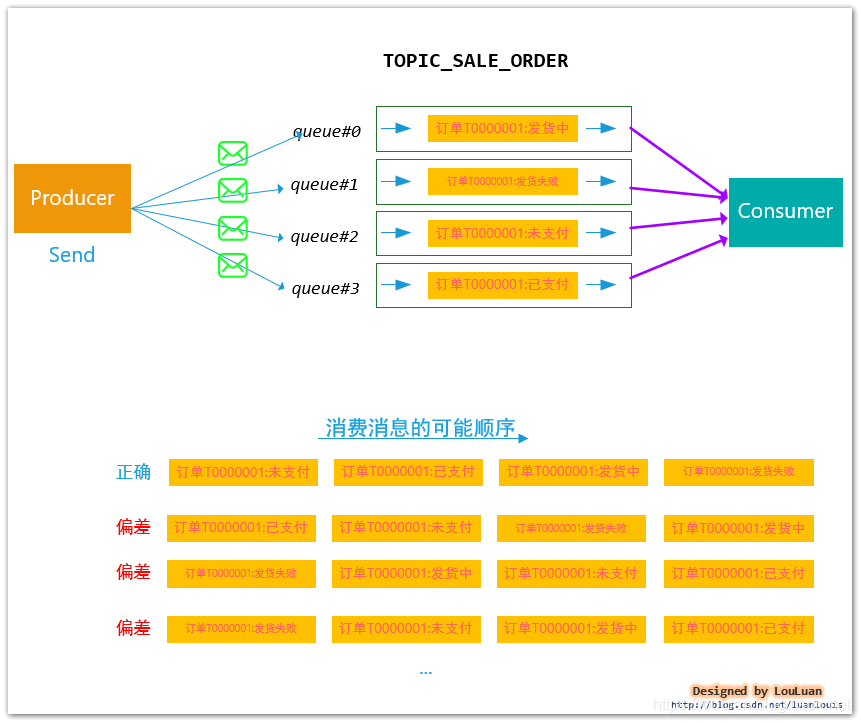 TOPIC_SALE_ORDER
queue#0
订单T0000001:发货中
queue#1
订单T0000001:发货失败
Producer
Consumer
queue#2
订单T0000001:未支付
Send
queue#3
订单T0000001:已支付
消费消息的可能顺序
正确 订单T0000001:未支付 订单T0000001:已支付 订单T0000001:发货中 订单T0000001:发货失败
偏差 订单T0000001:已支付 订单T0000001:未支付 订单T0000001:发货失败 订单T0000001:发货中
偏差 订单T0000001:发货失败 订单T0000001:发货中 订单T0000001:未支付 订单T0000001:已支付
偏差 订单T0000001:发货失败 订单T0000001:未支付 订单T0000001:发货中 订单T0000001:已支付
...
Designed by LouLuan
http://blog.csdn.net/luanlouis